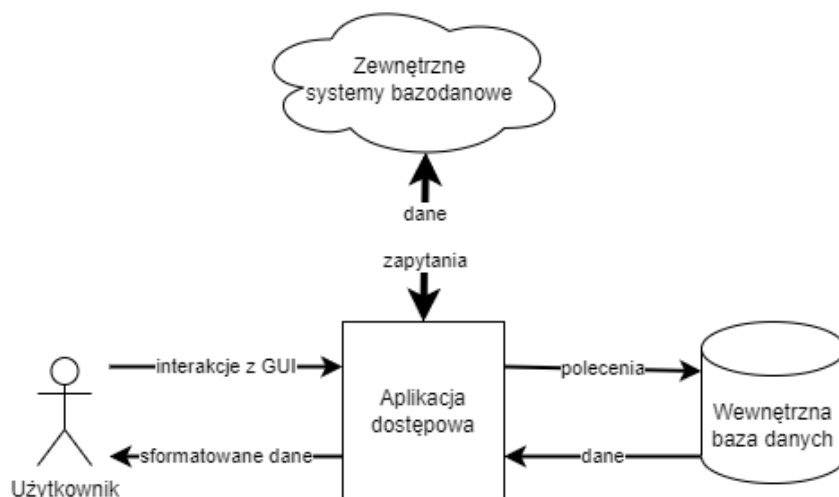 Zewnętrzne
systemy bazodanowe
dane
zapytania
interakcje z GUI
polecenia
Aplikacja
dostępowa
Wewnętrzna
baza danych
sformatowane dane
dane
Użytkownik